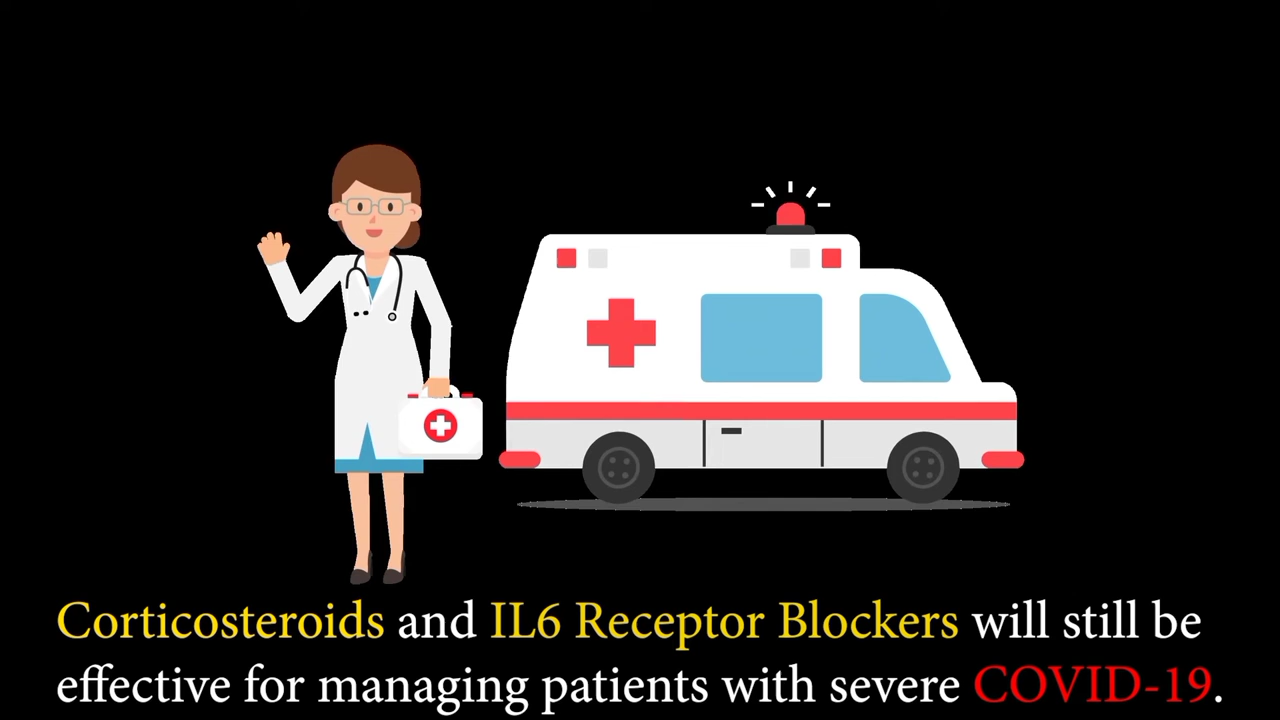 Corticosteroids and IL6 Receptor Blockers will still be
effective for managing patients with severe COVID-19.